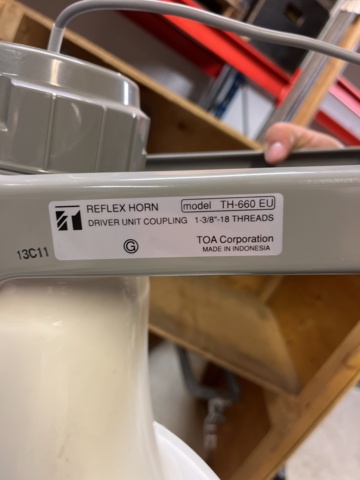 REFLEX HORN model TH-660 EU
DRIVER UNIT COUPLING 1-3/8"-18 THREADS
G TOA Corporation
MADE IN INDONESIA
13C11